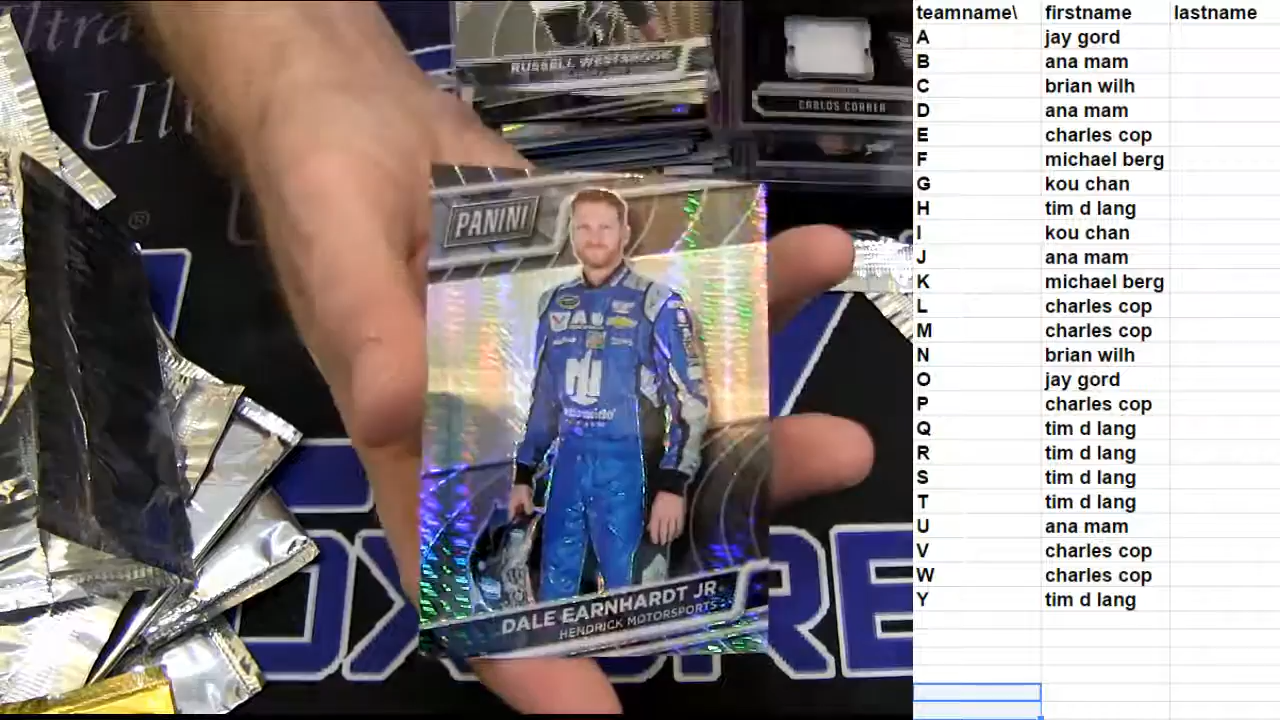 RUSSELL WESTBROOK
CARLOS CORREA
PANINI
nationwide
DALE EARNHARDT JR
HENDRICK MOTORSPORTS
teamname\ firstname lastname
A jay gord
B ana mam
C brian wilh
D ana mam
E charles cop
F michael berg
G kou chan
H tim d lang
I kou chan
J ana mam
K michael berg
L charles cop
M charles cop
N brian wilh
O jay gord
P charles cop
Q tim d lang
R tim d lang
S tim d lang
T tim d lang
U ana mam
V charles cop
W charles cop
Y tim d lang